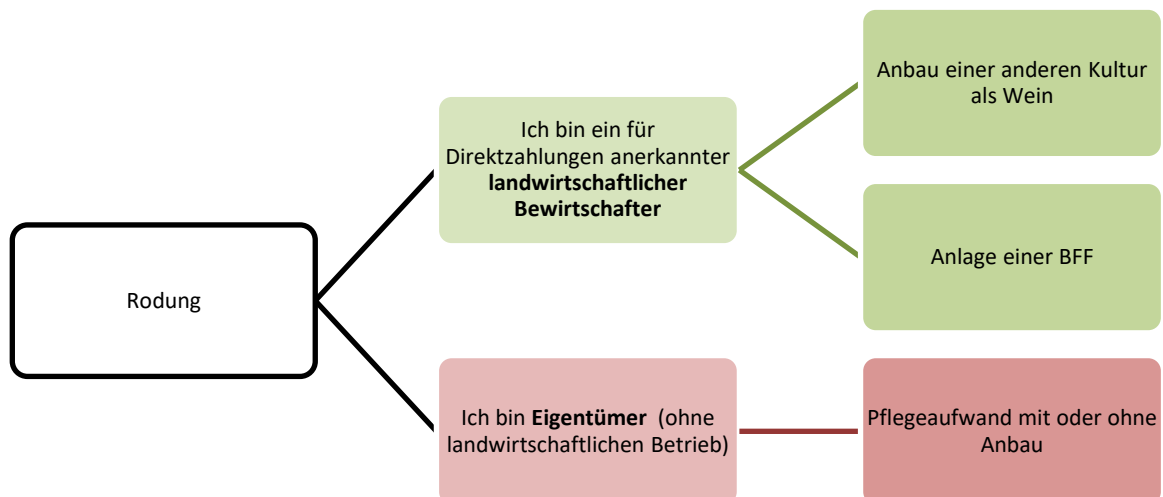 Rodung
Ich bin ein für
Direktzahlungen anerkannter
landwirtschaftlicher
Bewirtschafter
Anbau einer anderen Kultur
als Wein
Anlage einer BFF
Ich bin Eigentümer (ohne
landwirtschaftlichen Betrieb)
Pflegeaufwand mit oder ohne
Anbau